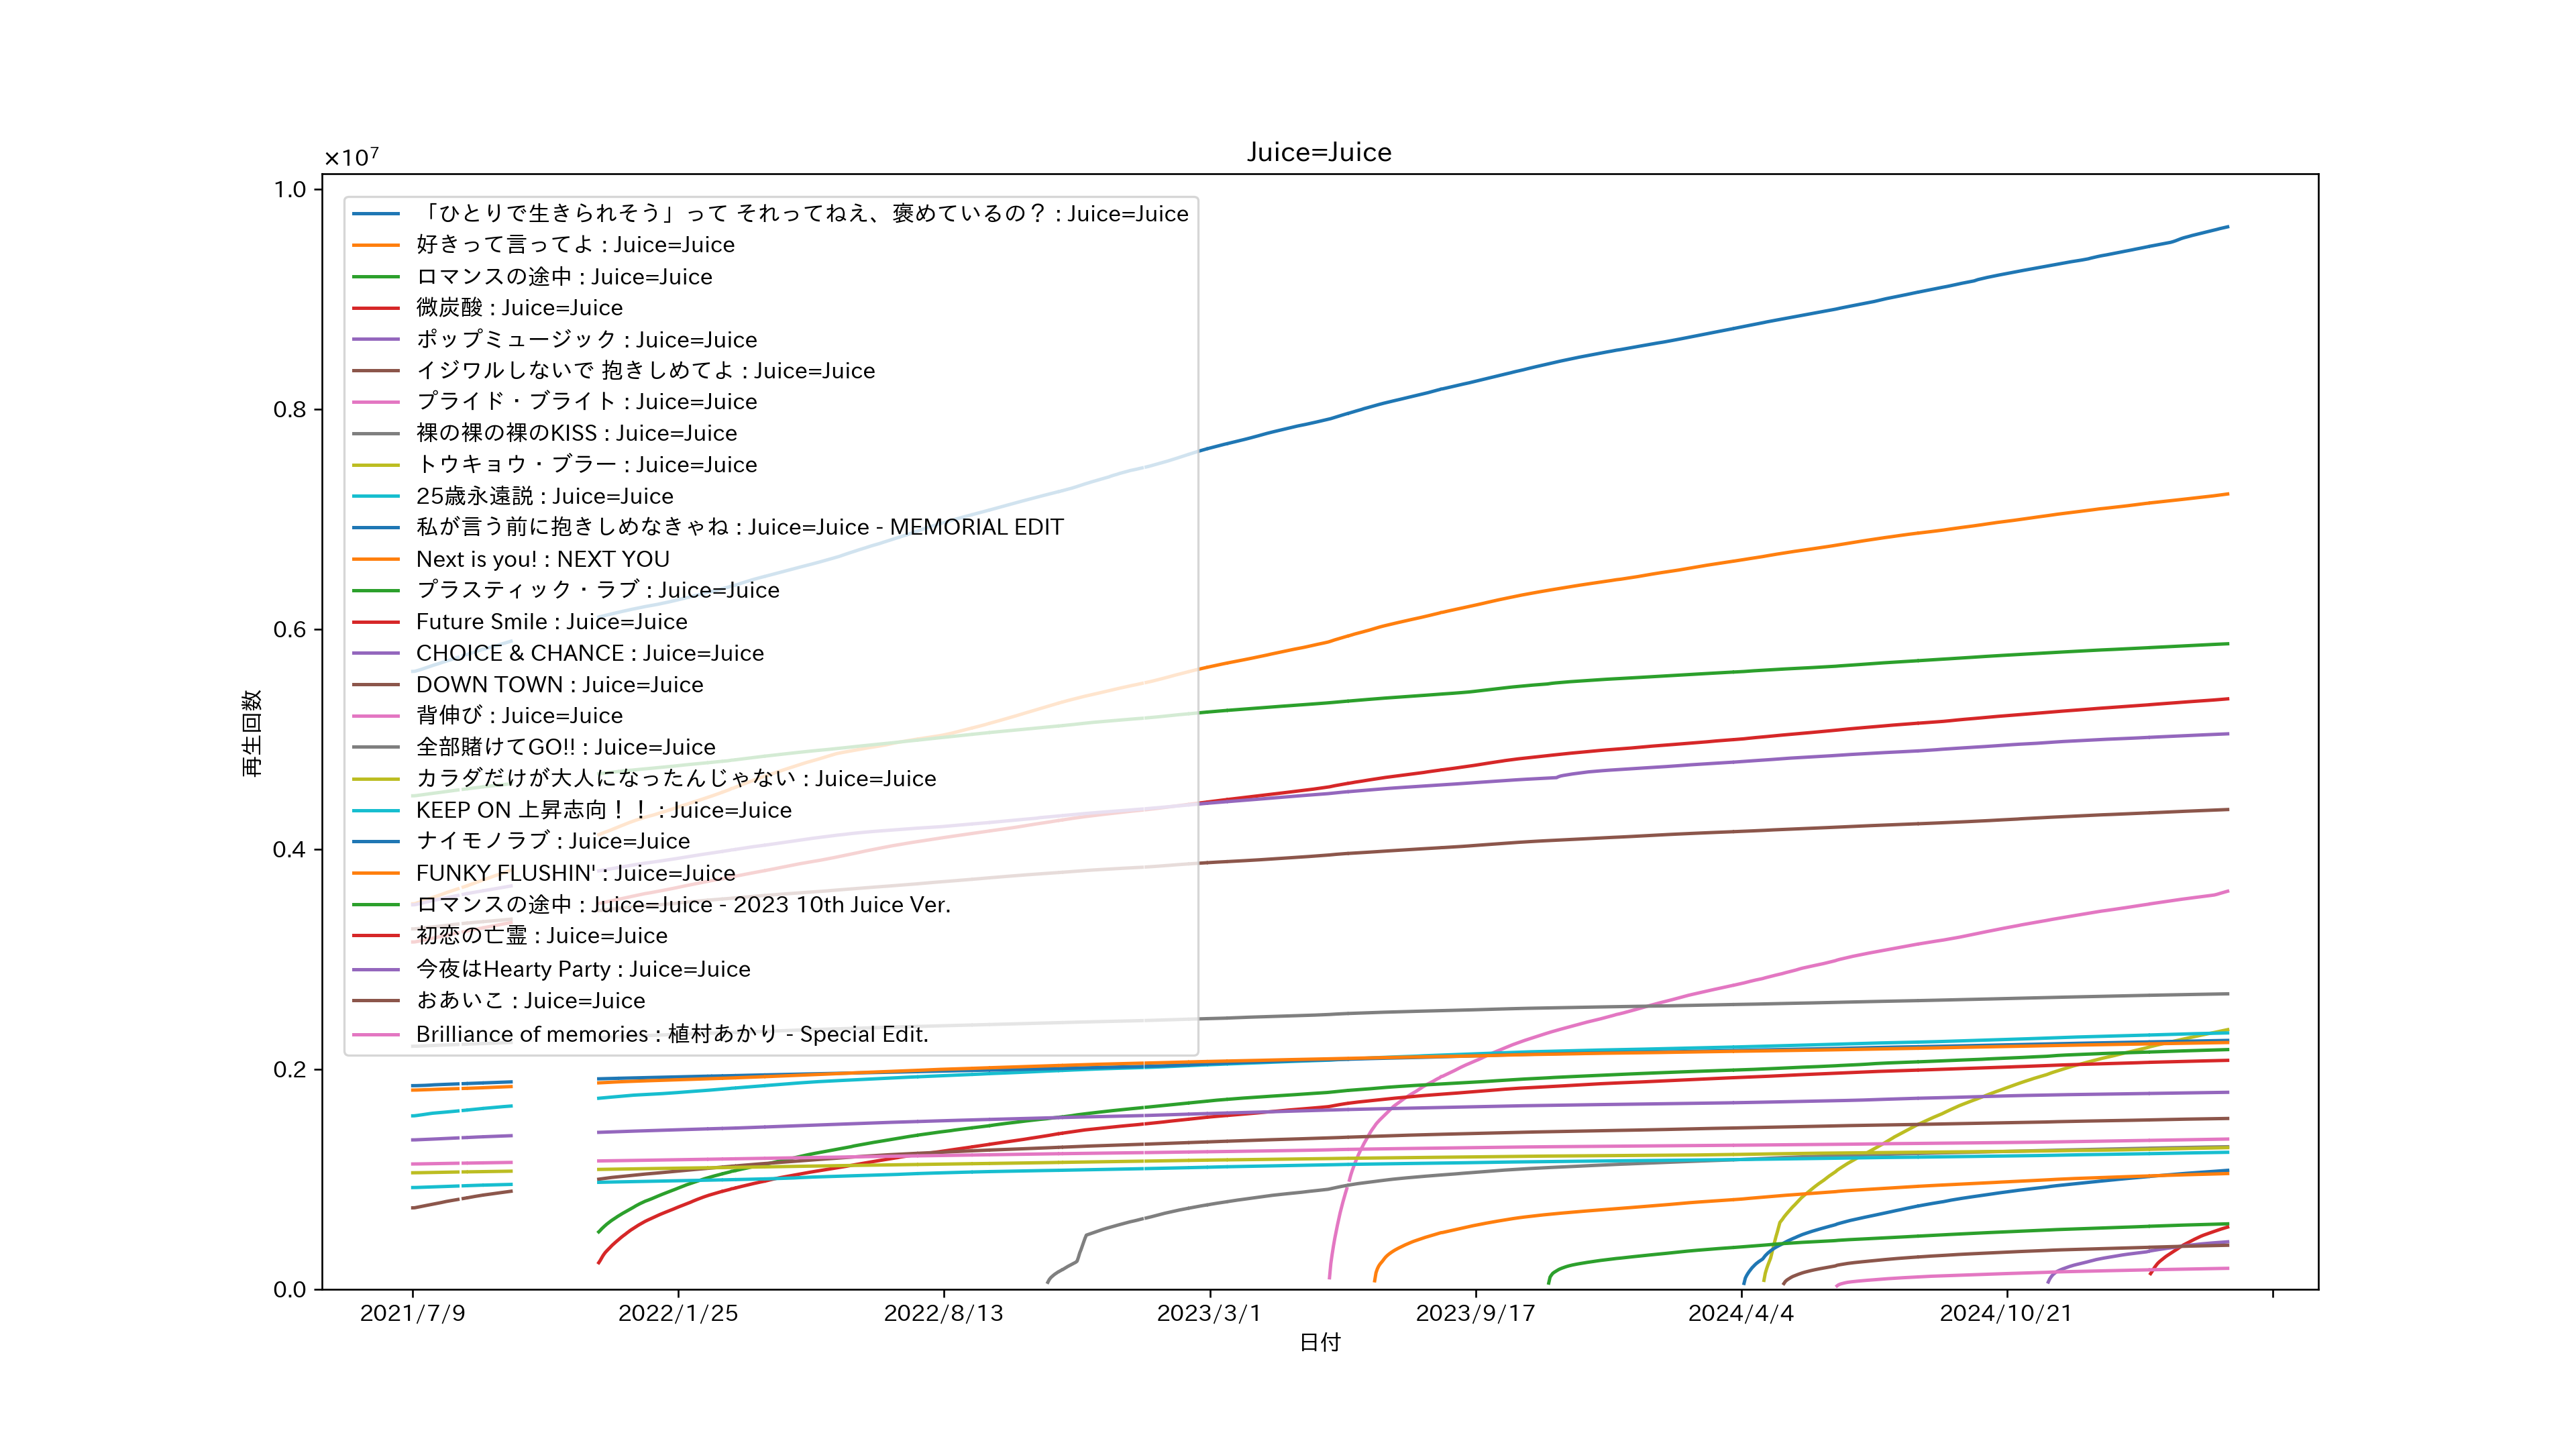 Juice=Juice
×10⁷
1.0
0.8
0.6
0.4
0.2
0.0
再生回数
「ひとりで生きられそう」って それってねえ、褒めているの？ : Juice=Juice
好きって言ってよ : Juice=Juice
ロマンスの途中 : Juice=Juice
微炭酸 : Juice=Juice
ポップミュージック : Juice=Juice
イジワルしないで 抱きしめてよ : Juice=Juice
プライド・ブライト : Juice=Juice
裸の裸の裸のKISS : Juice=Juice
トウキョウ・ブラー : Juice=Juice
25歳永遠説 : Juice=Juice
私が言う前に抱きしめなきゃね : Juice=Juice - MEMORIAL EDIT
Next is you! : NEXT YOU
プラスティック・ラブ : Juice=Juice
Future Smile : Juice=Juice
CHOICE & CHANCE : Juice=Juice
DOWN TOWN : Juice=Juice
背伸び : Juice=Juice
全部賭けてGO!! : Juice=Juice
カラダだけが大人になったんじゃない : Juice=Juice
KEEP ON 上昇志向！！ : Juice=Juice
ナイモノラブ : Juice=Juice
FUNKY FLUSHIN' : Juice=Juice
ロマンスの途中 : Juice=Juice - 2023 10th Juice Ver.
初恋の亡霊 : Juice=Juice
今夜はHearty Party : Juice=Juice
おあいこ : Juice=Juice
Brilliance of memories : 植村あかり - Special Edit.
2021/7/9
2022/1/25
2022/8/13
2023/3/1
2023/9/17
2024/4/4
2024/10/21
日付